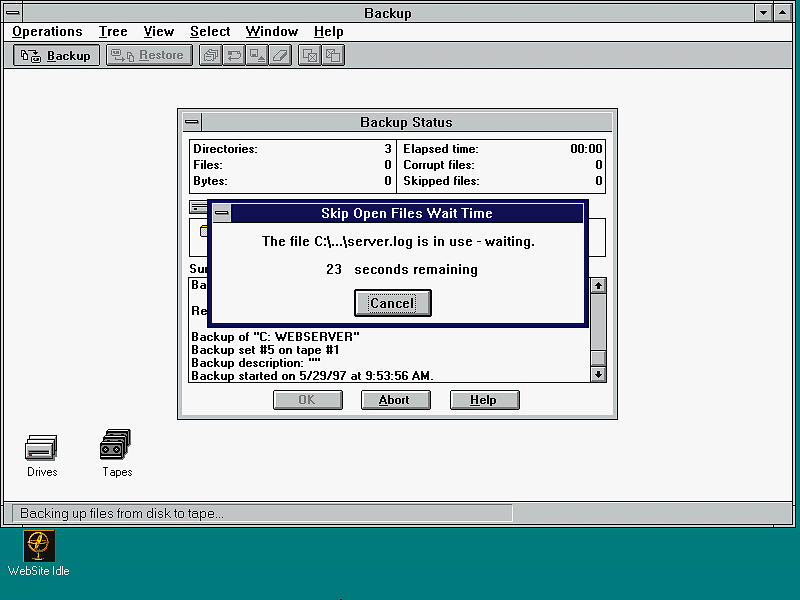 Backup
Operations Tree View Select Window Help
Backup Restore
Backup Status
Directories: 3 Elapsed time: 00:00
Files: 0 Corrupt files: 0
Bytes: 0 Skipped files: 0
Skip Open Files Wait Time
The file C:\...\server.log is in use - waiting.
23 seconds remaining
Cancel
Su
Ba
Re
Backup of "C: WEBSERVER"
Backup set #5 on tape #1
Backup description: ""
Backup started on 5/29/97 at 9:53:56 AM.
OK Abort Help
Drives Tapes
Backing up files from disk to tape...
WebSite Idle